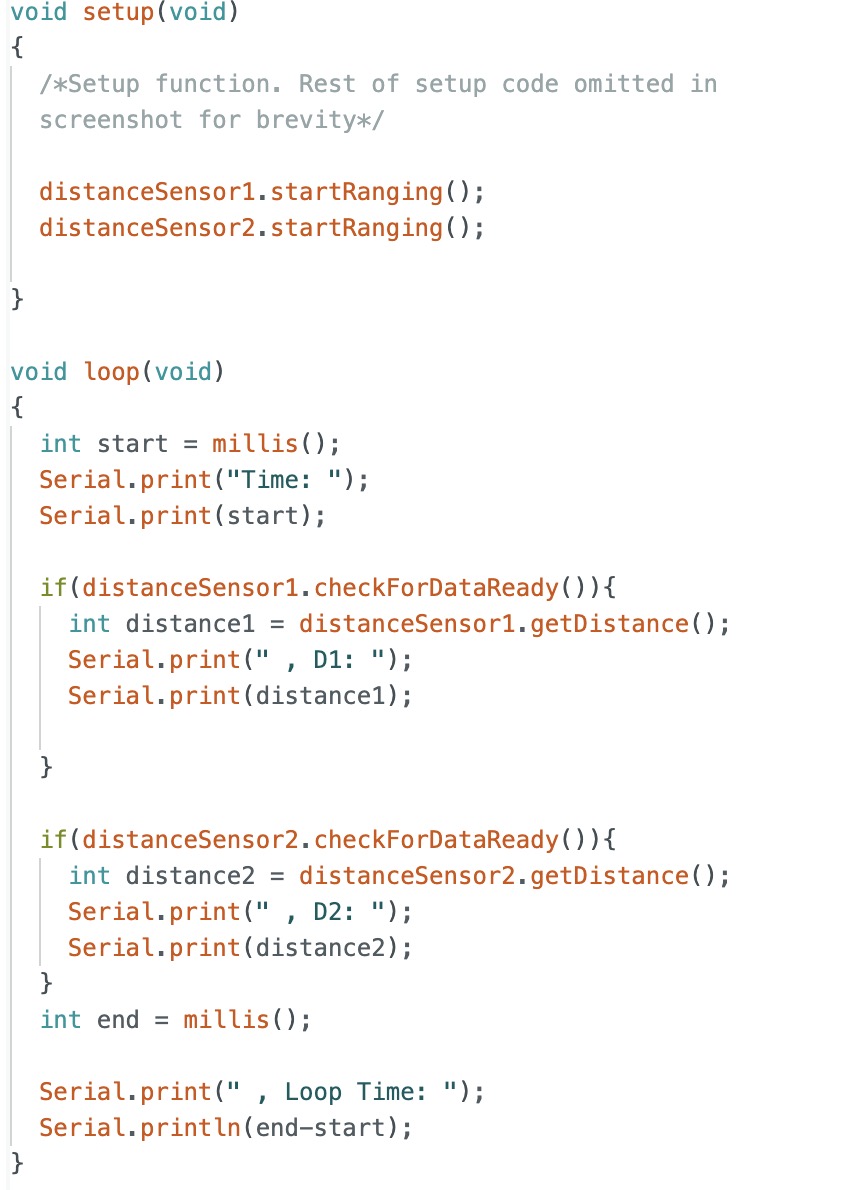 void setup(void)
{
/*Setup function. Rest of setup code omitted in
screenshot for brevity*/
distanceSensor1.startRanging();
distanceSensor2.startRanging();
}
void loop(void)
{
int start = millis();
Serial.print("Time: ");
Serial.print(start);
if(distanceSensor1.checkForDataReady()){
int distance1 = distanceSensor1.getDistance();
Serial.print(" , D1: ");
Serial.print(distance1);
}
if(distanceSensor2.checkForDataReady()){
int distance2 = distanceSensor2.getDistance();
Serial.print(" , D2: ");
Serial.print(distance2);
}
int end = millis();
Serial.print(" , Loop Time: ");
Serial.println(end-start);
}